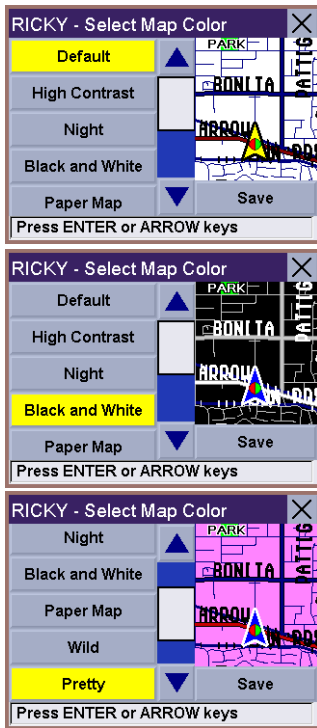 RICKY - Select Map Color
Default
High Contrast
Night
Black and White
Paper Map
PARK
BONITA
ARROW
Save
Press ENTER or ARROW keys
RICKY - Select Map Color
Default
High Contrast
Night
Black and White
Paper Map
PARK
BONITA
ARROW
Save
Press ENTER or ARROW keys
RICKY - Select Map Color
Night
Black and White
Paper Map
Wild
Pretty
PARK
BONITA
ARROW
Save
Press ENTER or ARROW keys